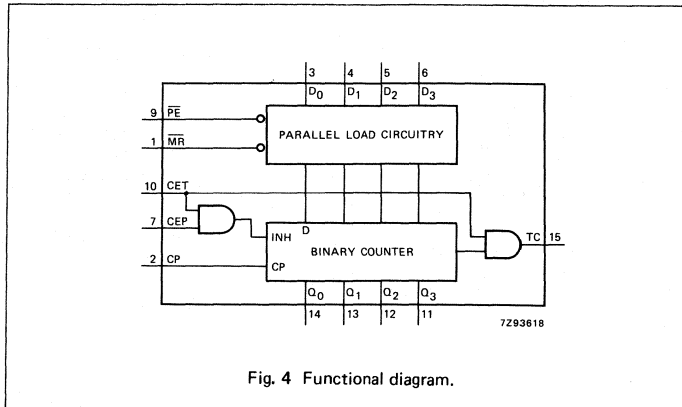 3 4 5 6
D0 D1 D2 D3
9 PE
PARALLEL LOAD CIRCUITRY
1 MR
10 CET
D
7 CEP
INH
BINARY COUNTER
TC 15
2 CP
CP
Q0 Q1 Q2 Q3
14 13 12 11
7Z93618
Fig. 4 Functional diagram.